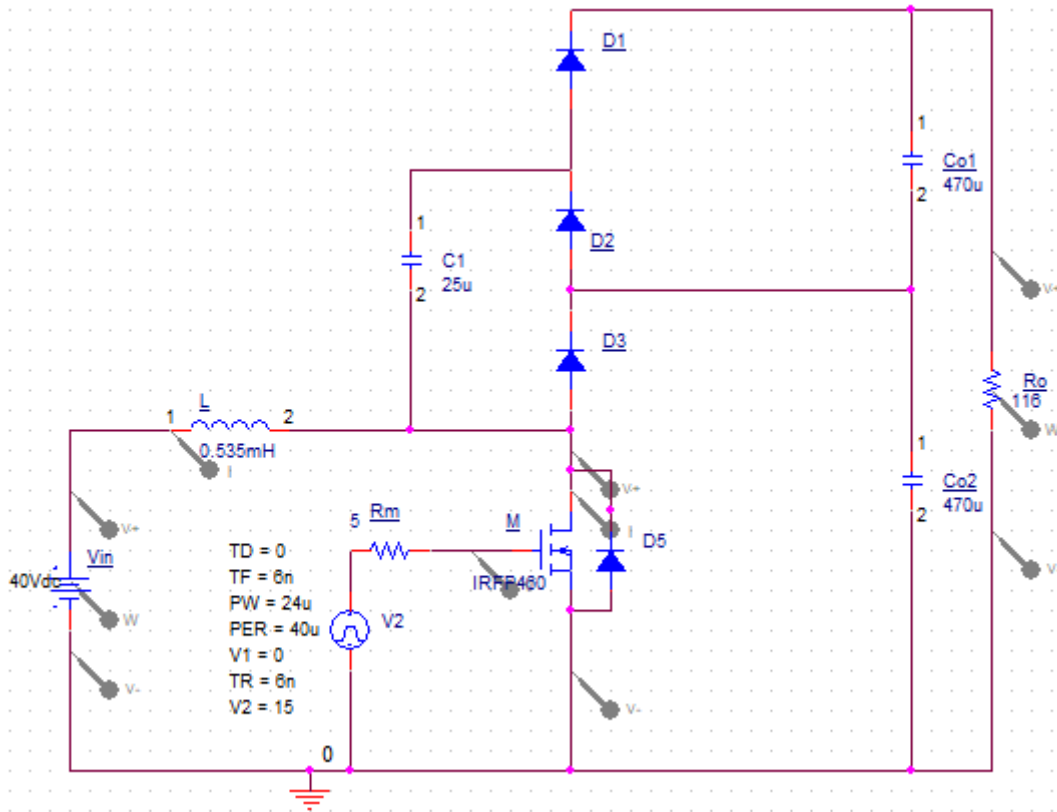 D1
1
Co1
470u
2
1
D2
C1
25u
2
V+
D3
L
1
2
Ro
116
0.535mH
W
I
1
Co2
470u
2
V+
V+
5
Rm
M
I
D5
Vin
TD = 0
TF = 6n
40Vdc
IRFP460
PW = 24u
W
PER = 40u
V2
V1 = 0
TR = 6n
V-
V2 = 15
V-
0